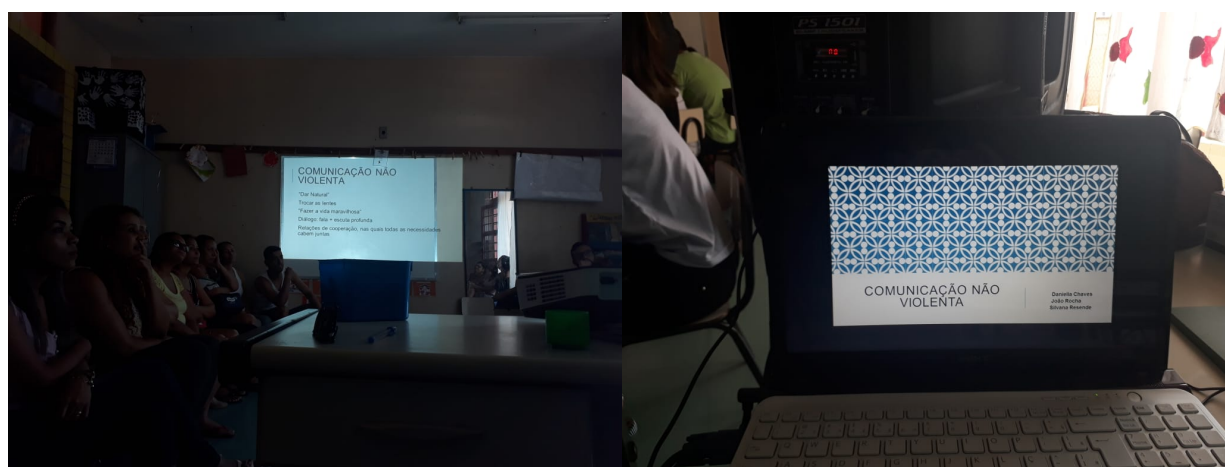 COMUNICAÇÃO NÃO
VIOLENTA
"Dar Natural"
Trocar as lentes
"Fazer a vida maravilhosa"
Diálogo: fala + escuta profunda
Relações de cooperação, nas quais todas as necessidades
cabem juntas
PS 1501
COMUNICAÇÃO NÃO
VIOLENTA
Danielle Chaves
João Rocha
Silvana Resende